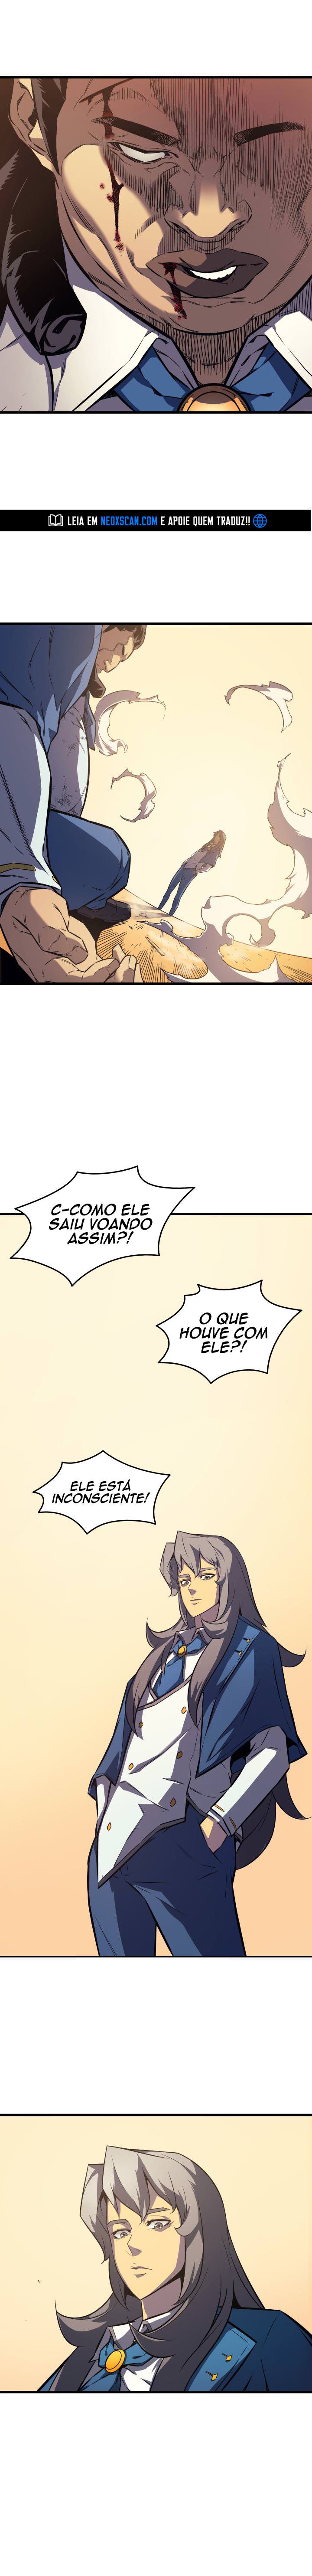 LEIA EM NEOXSCAN.COM E APOIE QUEM TRADUZ!!
C-COMO ELE
SAIU VOANDO
ASSIM?!
O QUE
HOUVE COM
ELE?!
ELE ESTÁ
INCONSCIENTE!